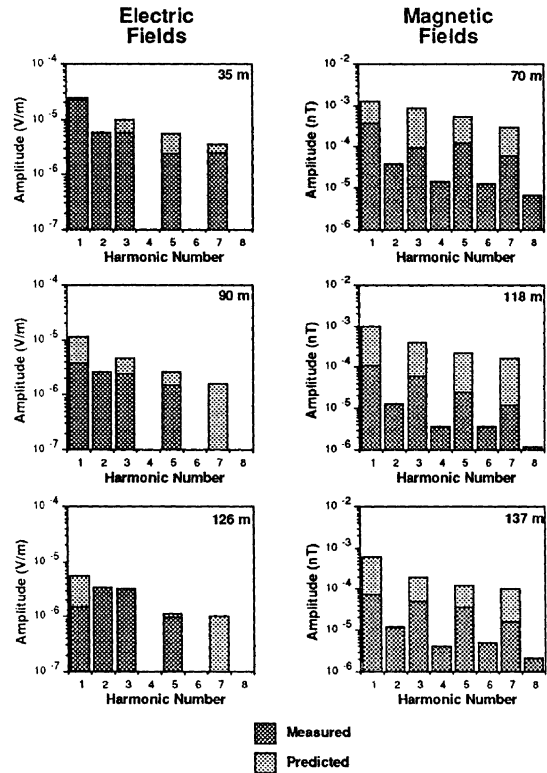 Electric
Fields
Magnetic
Fields
35 m
Amplitude (V/m)
10⁻⁴
10⁻⁵
10⁻⁶
10⁻⁷
1 2 3 4 5 6 7 8
Harmonic Number
70 m
Amplitude (nT)
10⁻²
10⁻³
10⁻⁴
10⁻⁵
10⁻⁶
1 2 3 4 5 6 7 8
Harmonic Number
90 m
Amplitude (V/m)
10⁻⁴
10⁻⁵
10⁻⁶
10⁻⁷
1 2 3 4 5 6 7 8
Harmonic Number
118 m
Amplitude (nT)
10⁻²
10⁻³
10⁻⁴
10⁻⁵
10⁻⁶
1 2 3 4 5 6 7 8
Harmonic Number
126 m
Amplitude (V/m)
10⁻⁴
10⁻⁵
10⁻⁶
10⁻⁷
1 2 3 4 5 6 7 8
Harmonic Number
137 m
Amplitude (nT)
10⁻²
10⁻³
10⁻⁴
10⁻⁵
10⁻⁶
1 2 3 4 5 6 7 8
Harmonic Number
Measured
Predicted